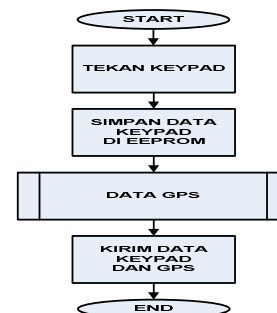 START
TEKAN KEYPAD
SIMPAN DATA
KEYPAD
DI EEPROM
DATA GPS
KIRIM DATA
KEYPAD
DAN GPS
END